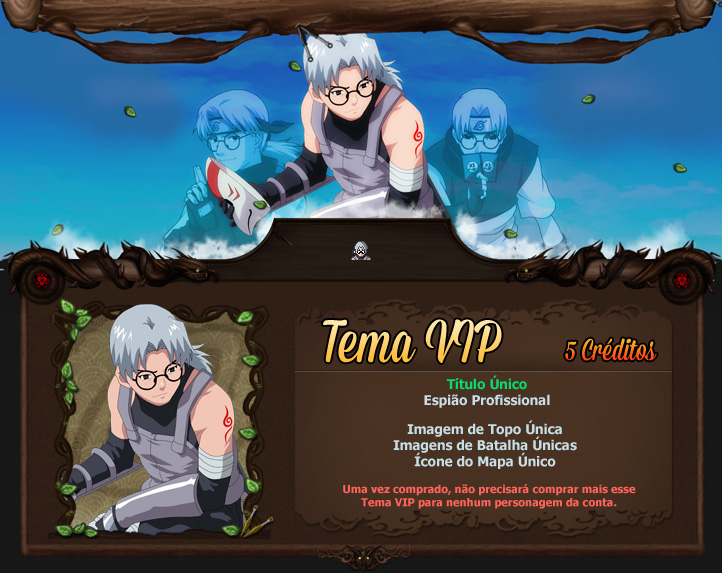 Tema VIP
5 Créditos
Título Único
Espião Profissional
Imagem de Topo Única
Imagens de Batalha Únicas
Ícone do Mapa Único
Uma vez comprado, não precisará comprar mais esse
Tema VIP para nenhum personagem da conta.